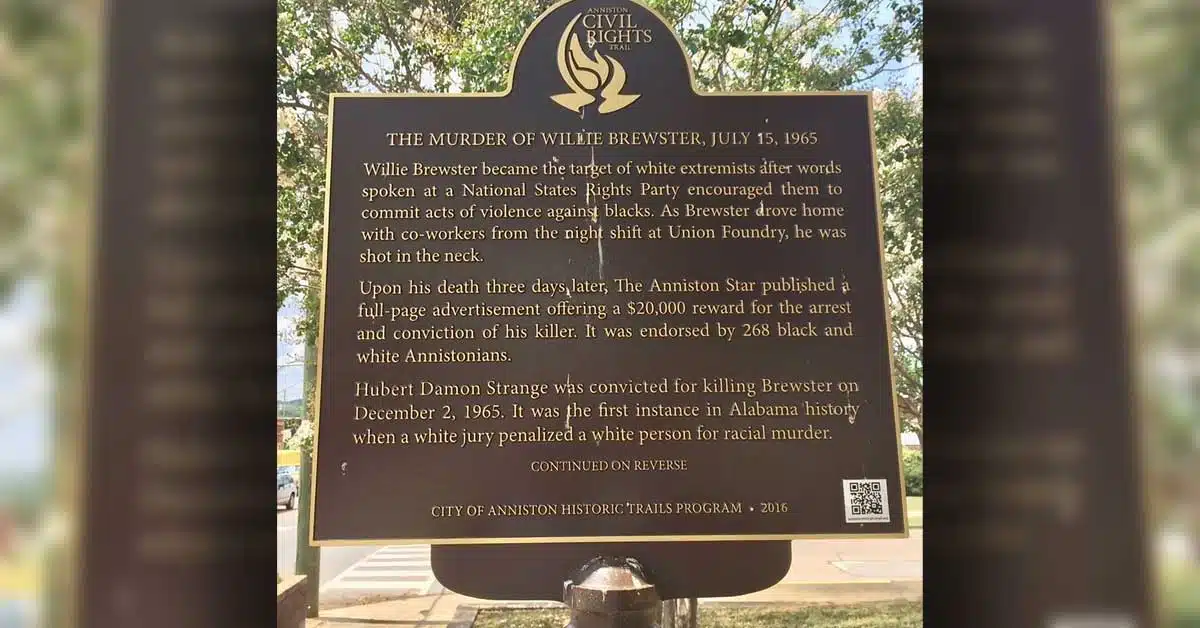 ANNISTON
CIVIL
RIGHTS
TRAIL
THE MURDER OF WILLIE BREWSTER, JULY 15, 1965
Willie Brewster became the target of white extremists after words
spoken at a National States Rights Party encouraged them to
commit acts of violence against blacks. As Brewster drove home
with co-workers from the night shift at Union Foundry, he was
shot in the neck.
Upon his death three days later, The Anniston Star published a
full-page advertisement offering a $20,000 reward for the arrest
and conviction of his killer. It was endorsed by 268 black and
white Annistonians.
Hubert Damon Strange was convicted for killing Brewster on
December 2, 1965. It was the first instance in Alabama history
when a white jury penalized a white person for racial murder.
CONTINUED ON REVERSE
CITY OF ANNISTON HISTORIC TRAILS PROGRAM • 2016